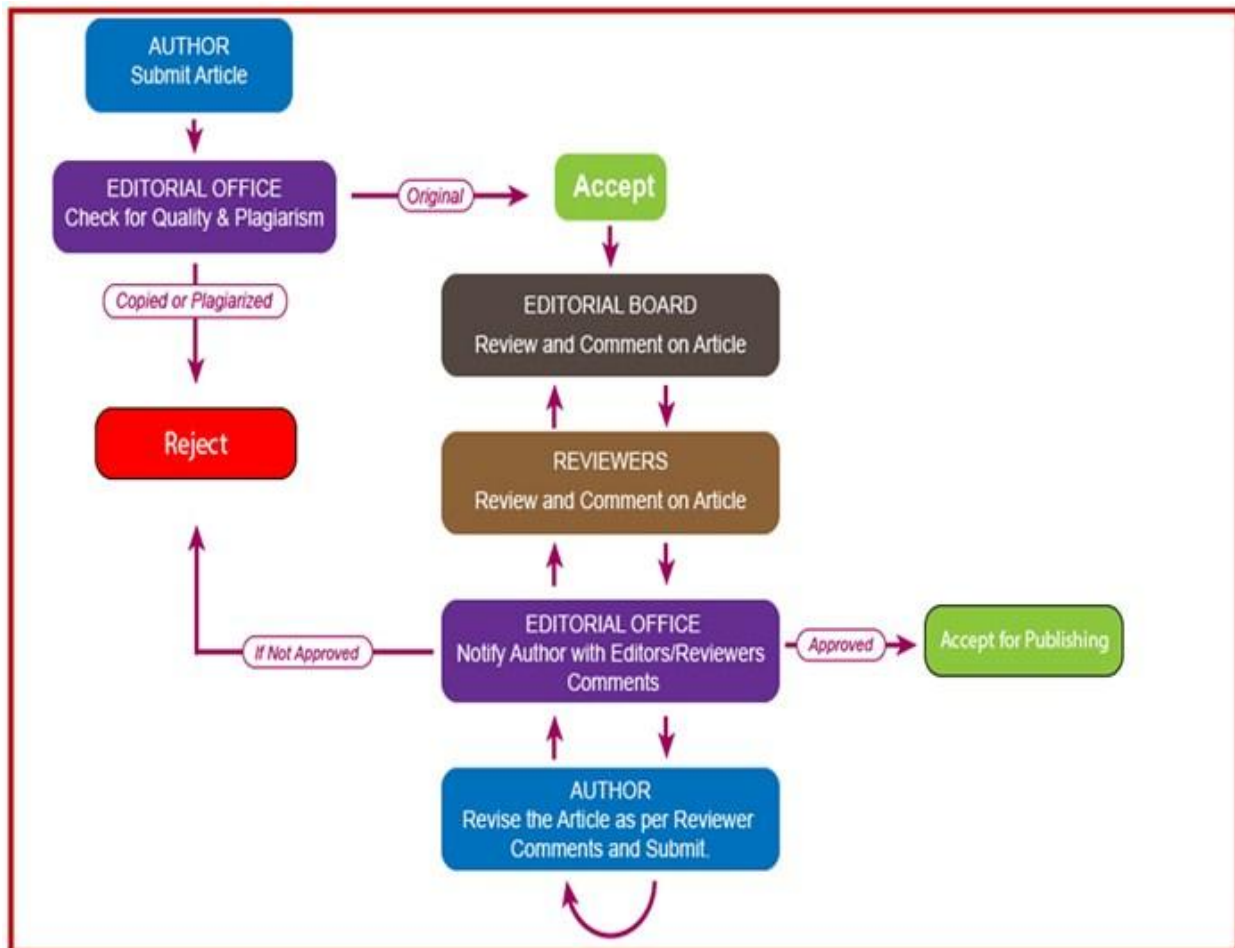 AUTHOR
Submit Article
EDITORIAL OFFICE
Check for Quality & Plagiarism
Original
Accept
Copied or Plagiarized
EDITORIAL BOARD
Review and Comment on Article
Reject
REVIEWERS
Review and Comment on Article
If Not Approved
EDITORIAL OFFICE
Notify Author with Editors/Reviewers
Comments
Approved
Accept for Publishing
AUTHOR
Revise the Article as per Reviewer
Comments and Submit.